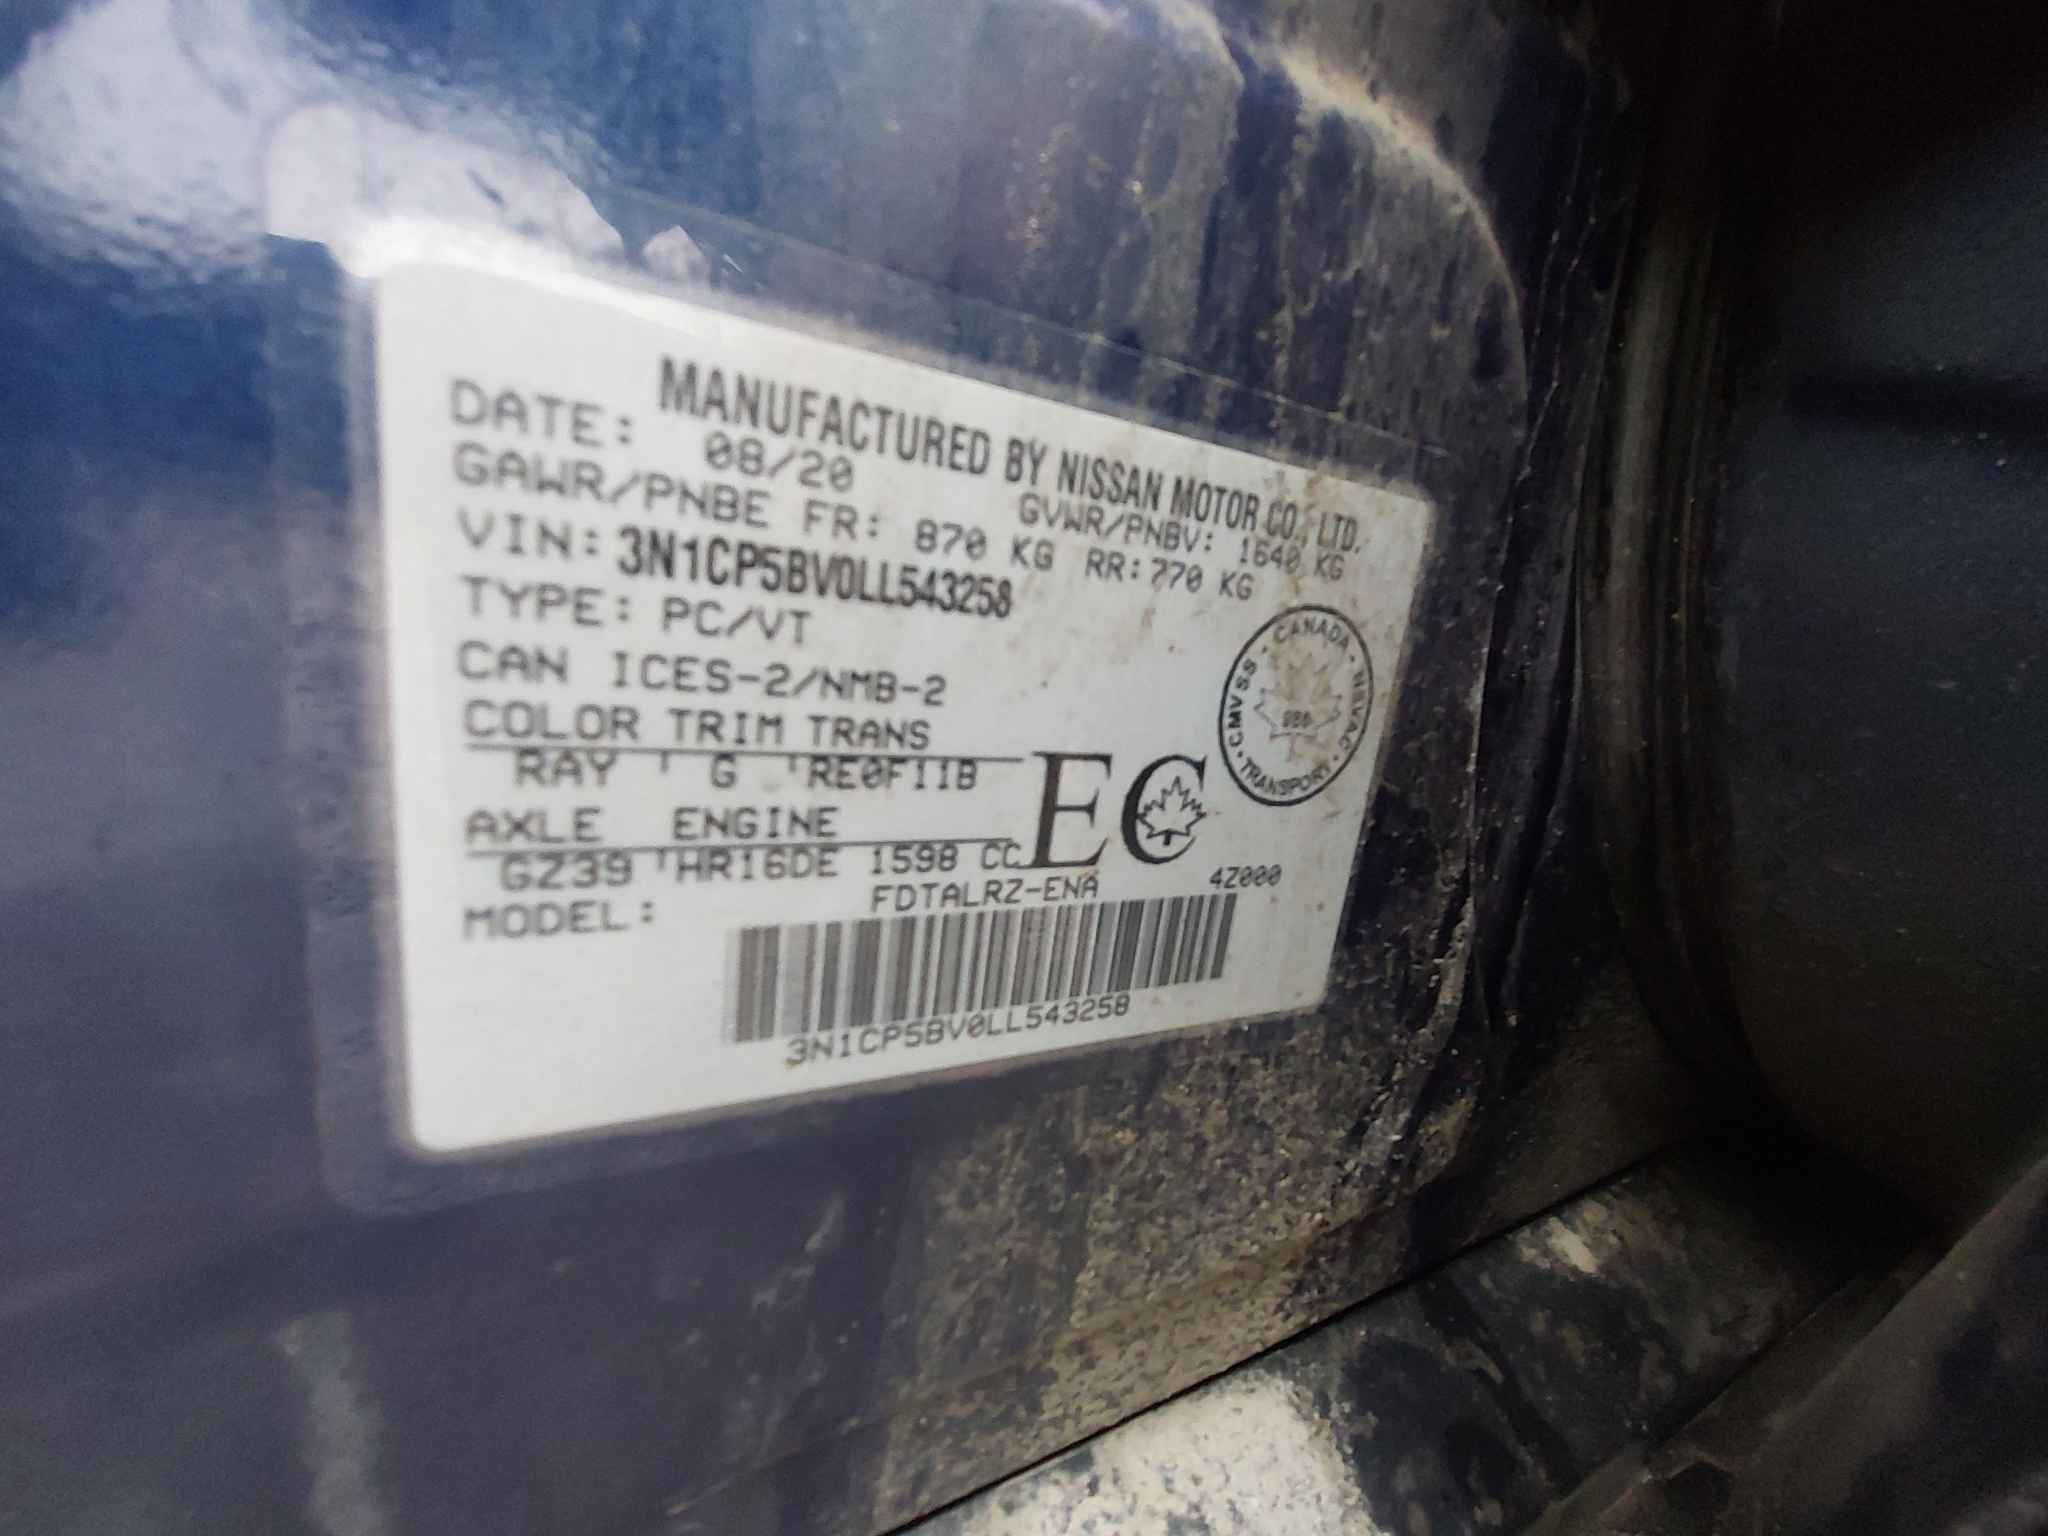 MANUFACTURED BY NISSAN MOTOR CO., LTD.
DATE: 08/20 GVWR/PNBV: 1640 KG
GAWR/PNBE FR: 870 KG RR:770 KG
VIN: 3N1CP5BV0LL543258
TYPE: PC/VT
CAN ICES-2/NMB-2
COLOR TRIM TRANS
RAY G RE0F11B
AXLE ENGINE
GZ39 HR16DE 1598 CC
EC
CANADA · NSVAC · TRANSPORT · CMVSS
MODEL: FDTALRZ-ENA 4Z000
3N1CP5BV0LL543258